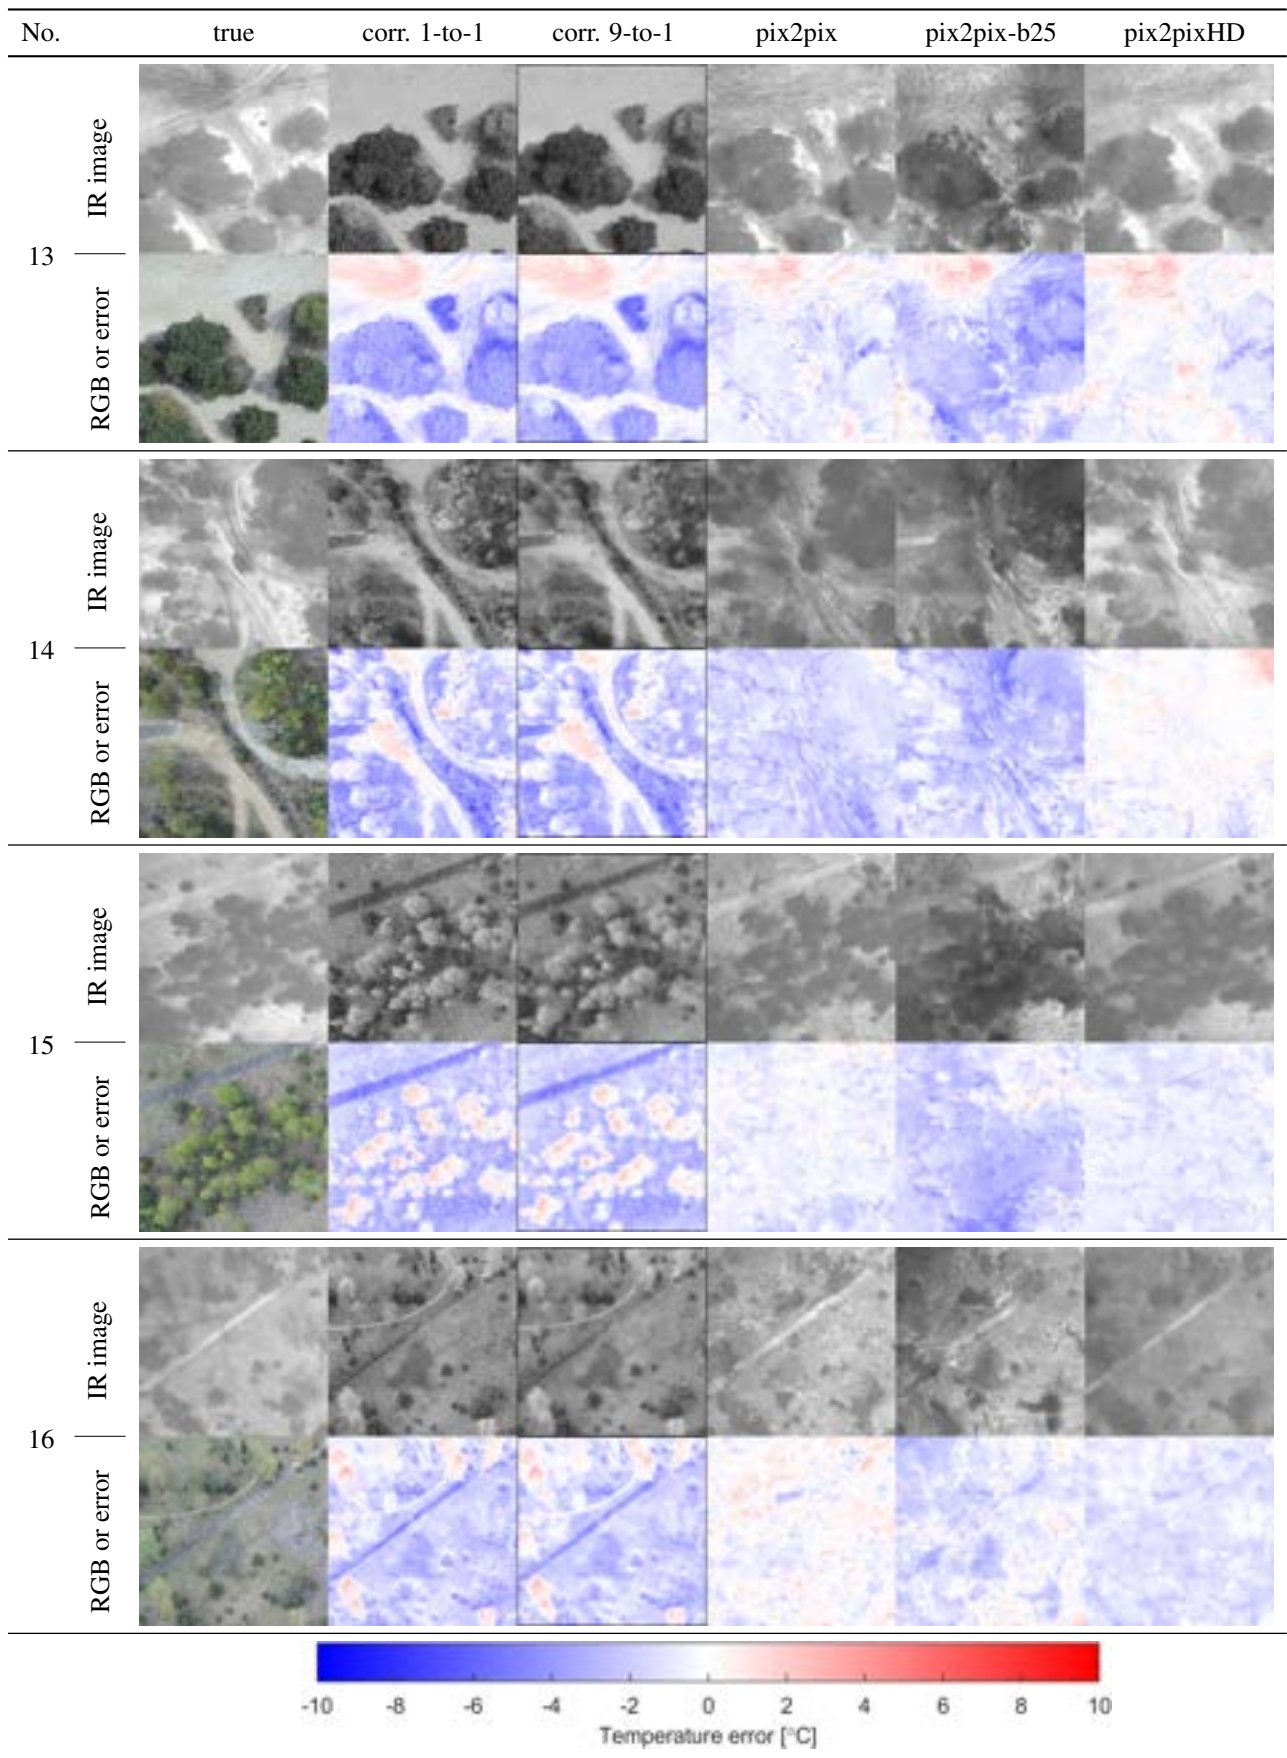 No. true corr. 1-to-1 corr. 9-to-1 pix2pix pix2pix-b25 pix2pixHD
IR image
13
RGB or error
IR image
14
RGB or error
IR image
15
RGB or error
IR image
16
RGB or error
-10 -8 -6 -4 -2 0 2 4 6 8 10
Temperature error [°C]